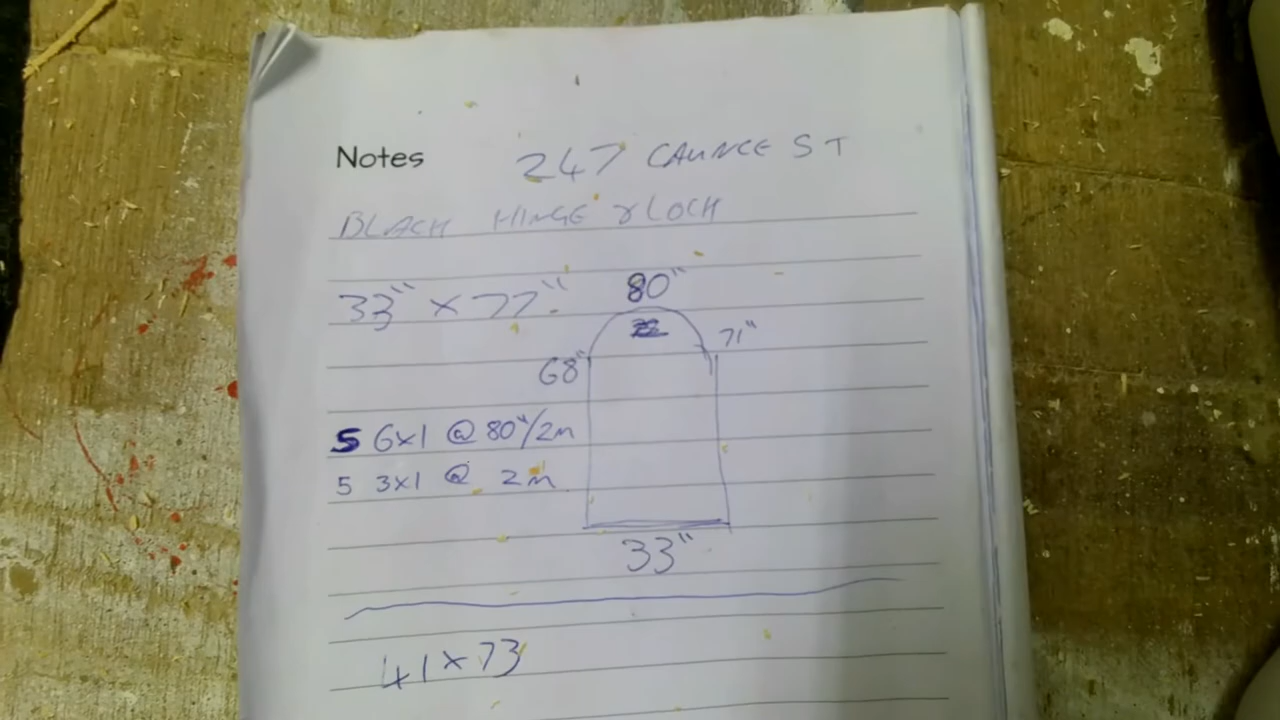 Notes 247 CAUNCE ST
BLACK HINGE & LOCK
33" x 77"
80"
71"
68"
5 6x1 @ 80"/2m
5 3x1 @ 2m
33"
41 x 73